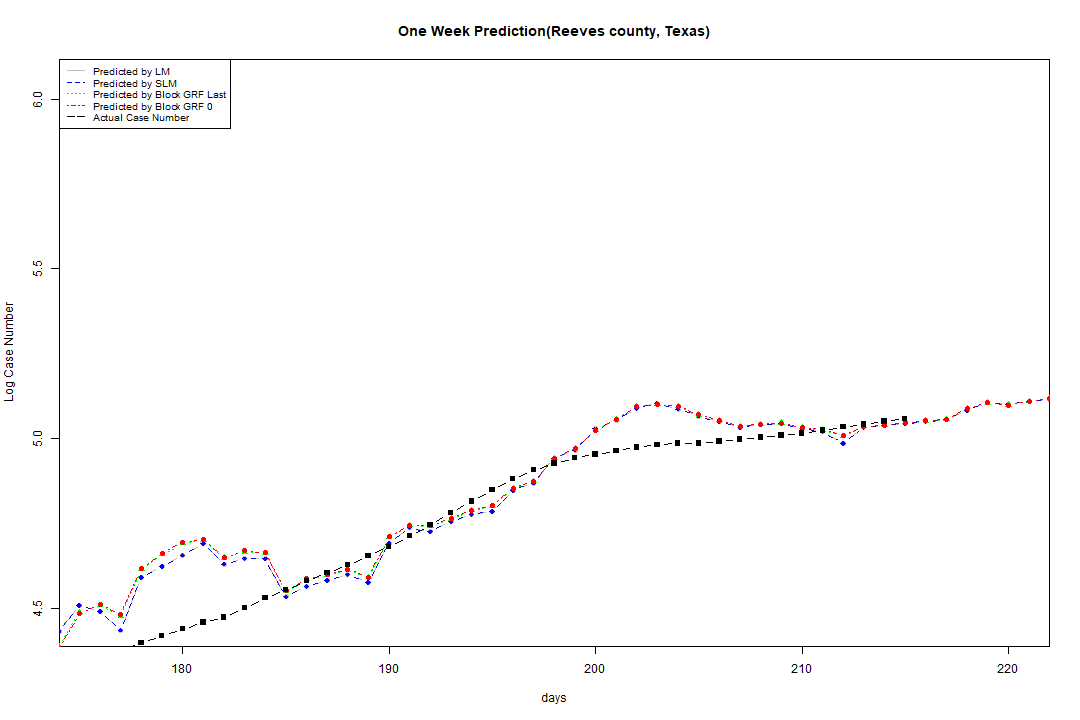 One Week Prediction(Reeves county, Texas)
Predicted by LM
Predicted by SLM
Predicted by Block GRF Last
Predicted by Block GRF 0
Actual Case Number
6.0
5.5
5.0
4.5
Log Case Number
180 190 200 210 220
days